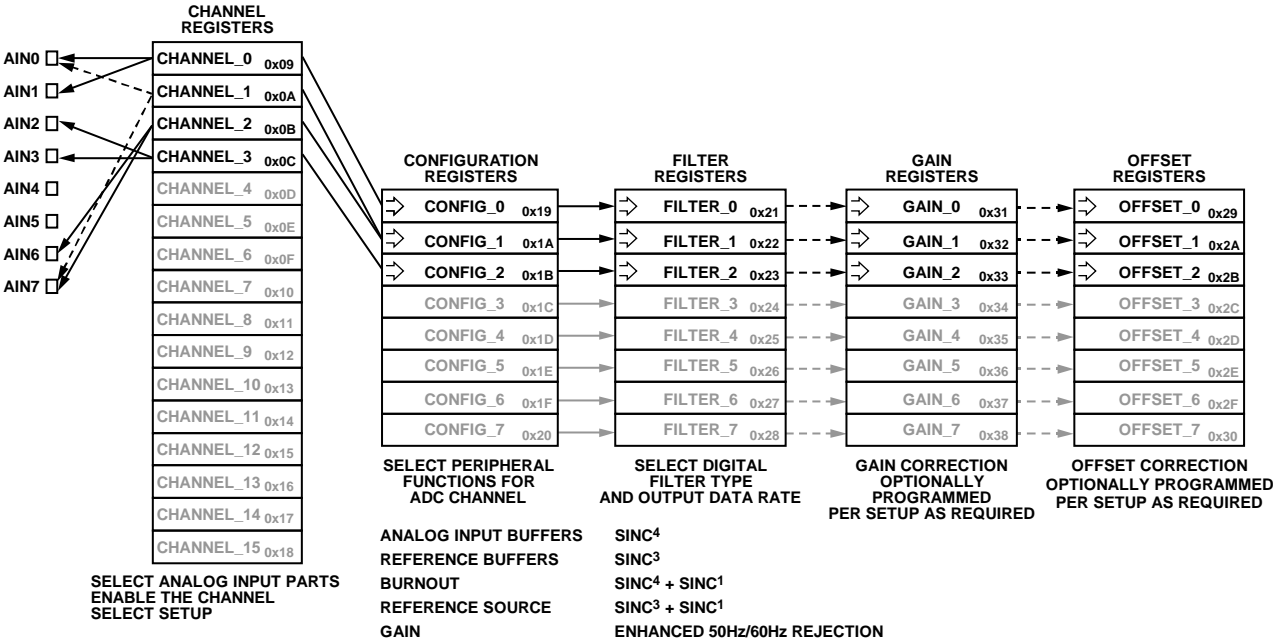 CHANNEL
REGISTERS
AIN0
AIN1
AIN2
AIN3
AIN4
AIN5
AIN6
AIN7
CHANNEL_0 0x09
CHANNEL_1 0x0A
CHANNEL_2 0x0B
CHANNEL_3 0x0C
CHANNEL_4 0x0D
CHANNEL_5 0x0E
CHANNEL_6 0x0F
CHANNEL_7 0x10
CHANNEL_8 0x11
CHANNEL_9 0x12
CHANNEL_10 0x13
CHANNEL_11 0x14
CHANNEL_12 0x15
CHANNEL_13 0x16
CHANNEL_14 0x17
CHANNEL_15 0x18
SELECT ANALOG INPUT PARTS
ENABLE THE CHANNEL
SELECT SETUP
CONFIGURATION
REGISTERS
CONFIG_0 0x19
CONFIG_1 0x1A
CONFIG_2 0x1B
CONFIG_3 0x1C
CONFIG_4 0x1D
CONFIG_5 0x1E
CONFIG_6 0x1F
CONFIG_7 0x20
SELECT PERIPHERAL
FUNCTIONS FOR
ADC CHANNEL
ANALOG INPUT BUFFERS
REFERENCE BUFFERS
BURNOUT
REFERENCE SOURCE
GAIN
FILTER
REGISTERS
FILTER_0 0x21
FILTER_1 0x22
FILTER_2 0x23
FILTER_3 0x24
FILTER_4 0x25
FILTER_5 0x26
FILTER_6 0x27
FILTER_7 0x28
SELECT DIGITAL
FILTER TYPE
AND OUTPUT DATA RATE
SINC4
SINC3
SINC4 + SINC1
SINC3 + SINC1
ENHANCED 50Hz/60Hz REJECTION
GAIN
REGISTERS
GAIN_0 0x31
GAIN_1 0x32
GAIN_2 0x33
GAIN_3 0x34
GAIN_4 0x35
GAIN_5 0x36
GAIN_6 0x37
GAIN_7 0x38
GAIN CORRECTION
OPTIONALLY
PROGRAMMED
PER SETUP AS REQUIRED
OFFSET
REGISTERS
OFFSET_0 0x29
OFFSET_1 0x2A
OFFSET_2 0x2B
OFFSET_3 0x2C
OFFSET_4 0x2D
OFFSET_5 0x2E
OFFSET_6 0x2F
OFFSET_7 0x30
OFFSET CORRECTION
OPTIONALLY PROGRAMMED
PER SETUP AS REQUIRED